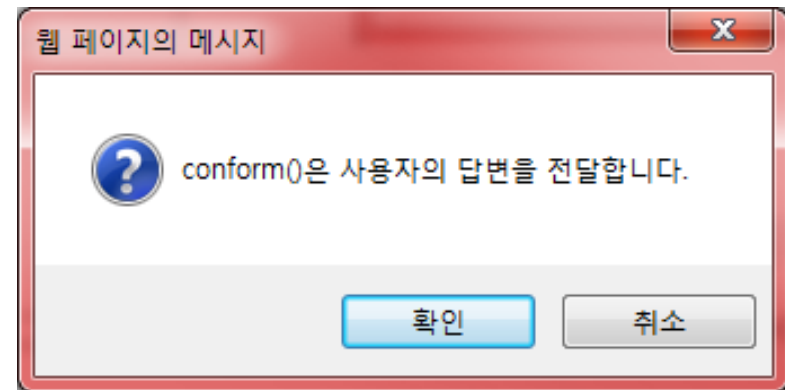 웹 페이지의 메시지
conform()은 사용자의 답변을 전달합니다.
확인 취소